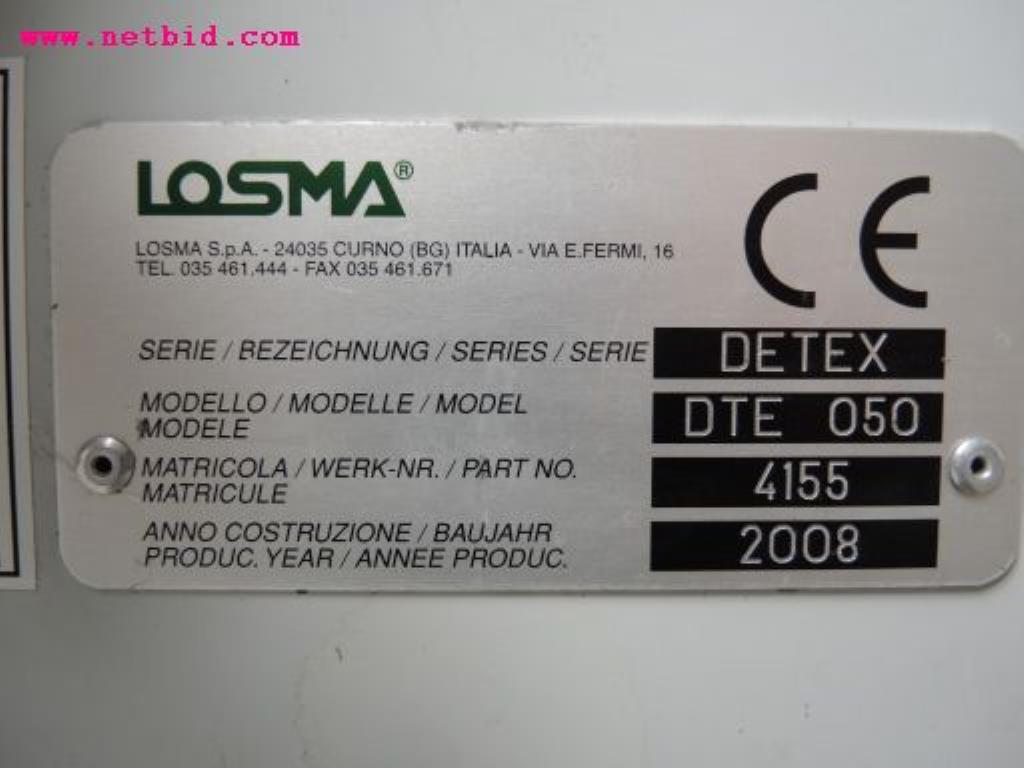 www.netbid.com
LOSMA®
CE
LOSMA S.p.A. - 24035 CURNO (BG) ITALIA - VIA E.FERMI, 16
TEL. 035 461.444 - FAX 035 461.671
SERIE / BEZEICHNUNG / SERIES / SERIE DETEX
MODELLO / MODELLE / MODEL DTE 050
MODELE
MATRICOLA / WERK-NR. / PART NO. 4155
MATRICULE
ANNO COSTRUZIONE / BAUJAHR 2008
PRODUC. YEAR / ANNEE PRODUC.